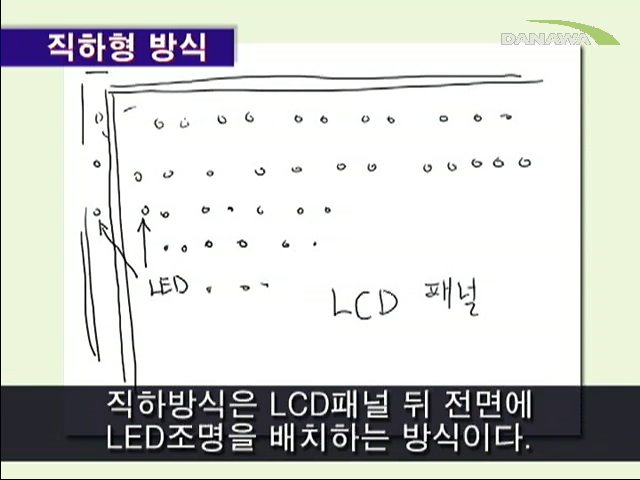 직하형 방식
DANAWA
LED
LCD 패널
직하방식은 LCD패널 뒤 전면에
LED조명을 배치하는 방식이다.